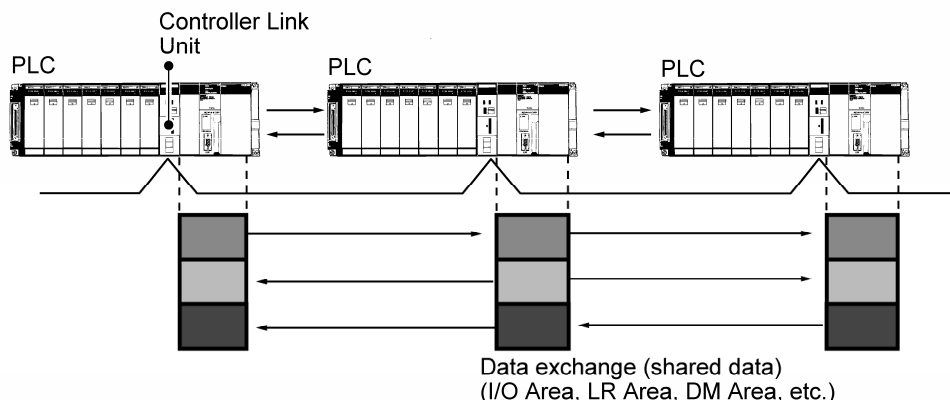 Controller Link
Unit
PLC
PLC
PLC
Data exchange (shared data)
(I/O Area, LR Area, DM Area, etc.)